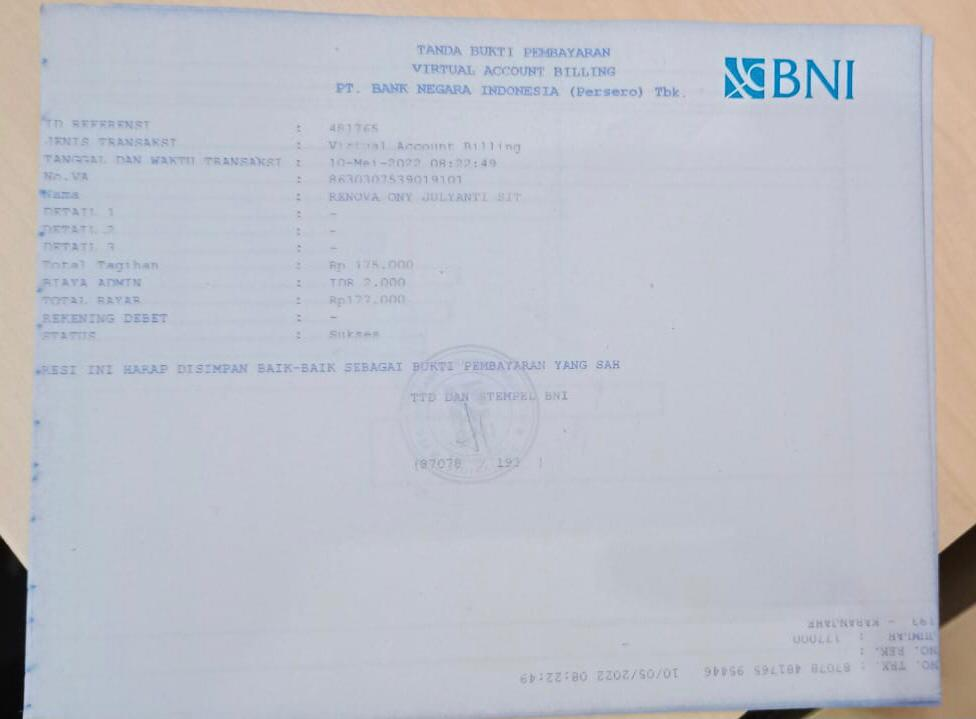 TANDA BUKTI PEMBAYARAN
VIRTUAL ACCOUNT BILLING
PT. BANK NEGARA INDONESIA (Persero) Tbk.
BNI
ID REFERENSI : 481765
JENIS TRANSAKSI : Virtual Account Billing
TANGGAL DAN WAKTU TRANSAKSI : 10-Mei-2022 08:22:49
No.VA : 8630307539019101
Nama : RENOVA ONY JULYANTI SIT
DETAIL 1 : -
DETAIL 2 : -
DETAIL 3 : -
Total Tagihan : Rp 175.000
BIAYA ADMIN : IDR 2.000
TOTAL BAYAR : Rp177.000
REKENING DEBET : -
STATUS : Sukses
RESI INI HARAP DISIMPAN BAIK-BAIK SEBAGAI BUKTI PEMBAYARAN YANG SAH
TTD DAN STEMPEL BNI
(87078 / 193 )
NO. TRX. : 87078 481765 95446 10/05/2022 08:22:49
NO. REK. :
JUMLAH : 177000
193 - KARANJAHE